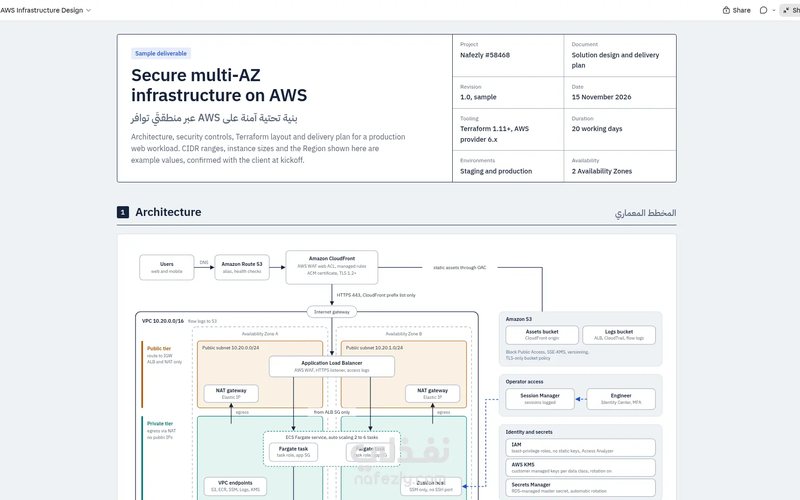 AWS Infrastructure Design
Share
Sh
Sample deliverable
Secure multi-AZ
infrastructure on AWS
بنية تحتية آمنة على AWS عبر منطقتَي توافر
Architecture, security controls, Terraform layout and delivery plan for a production
web workload. CIDR ranges, instance sizes and the Region shown here are
example values, confirmed with the client at kickoff.
Project
Nafezly #58468
Document
Solution design and delivery
plan
Revision
1.0, sample
Date
15 November 2026
Tooling
Terraform 1.11+, AWS
provider 6.x
Duration
20 working days
Environments
Staging and production
Availability
2 Availability Zones
1 Architecture
المخطط المعماري
Users
web and mobile
DNS
Amazon Route 53
alias, health checks
Amazon CloudFront
AWS WAF web ACL, managed rules
ACM certificate, TLS 1.2+
static assets through OAC
HTTPS 443, CloudFront prefix list only
Internet gateway
VPC 10.20.0.0/16 flow logs to S3
Availability Zone A
Availability Zone B
Public tier
route to IGW
ALB and NAT only
Public subnet 10.20.0.0/24
Public subnet 10.20.1.0/24
Application Load Balancer
AWS WAF, HTTPS listener, access logs
NAT gateway
Elastic IP
NAT gateway
Elastic IP
egress
from ALB SG only
egress
Private tier
egress via NAT
no public IPs
ECS Fargate service, auto scaling 2 to 6 tasks
Fargate task
task role, app SG
VPC endpoints
S3, ECR, SSM, Logs, KMS
SSM only, no SSH port
Amazon S3
Assets bucket
CloudFront origin
Logs bucket
ALB, CloudTrail, flow logs
Block Public Access, SSE-KMS, versioning,
TLS-only bucket policy
Operator access
Session Manager
sessions logged
Engineer
Identity Center, MFA
Identity and secrets
IAM
least-privilege roles, no static keys, Access Analyzer
AWS KMS
customer managed keys per data class, rotation on
Secrets Manager
RDS-managed master secret, automatic rotation
نفذلي
nafezly.com